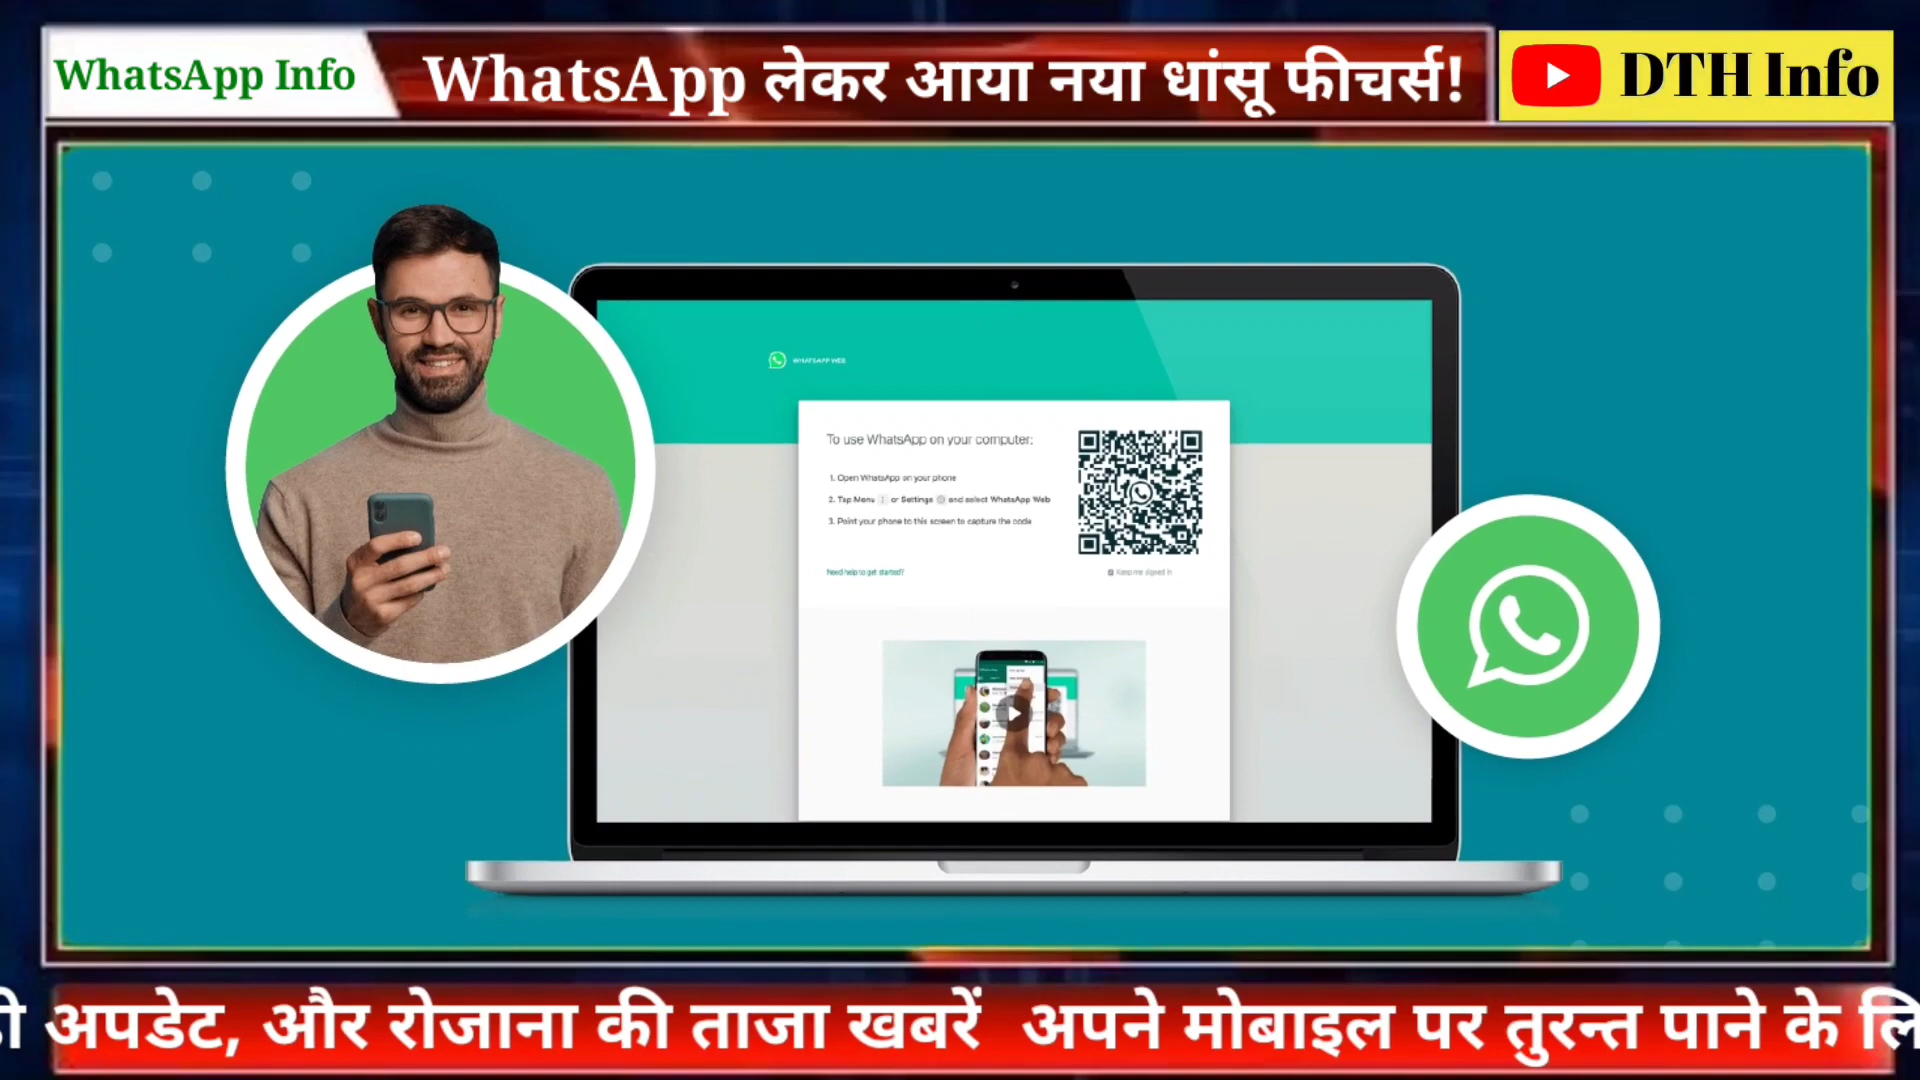 WhatsApp Info
WhatsApp लेकर आया नया धांसू फीचर्स!
DTH Info
WHATSAPP WEB
To use WhatsApp on your computer:
1. Open WhatsApp on your phone
2. Tap Menu or Settings and select WhatsApp Web
3. Point your phone to this screen to capture the code
Need help to get started?
Keep me signed in
अपडेट, और रोजाना की ताजा खबरें अपने मोबाइल पर तुरन्त पाने के